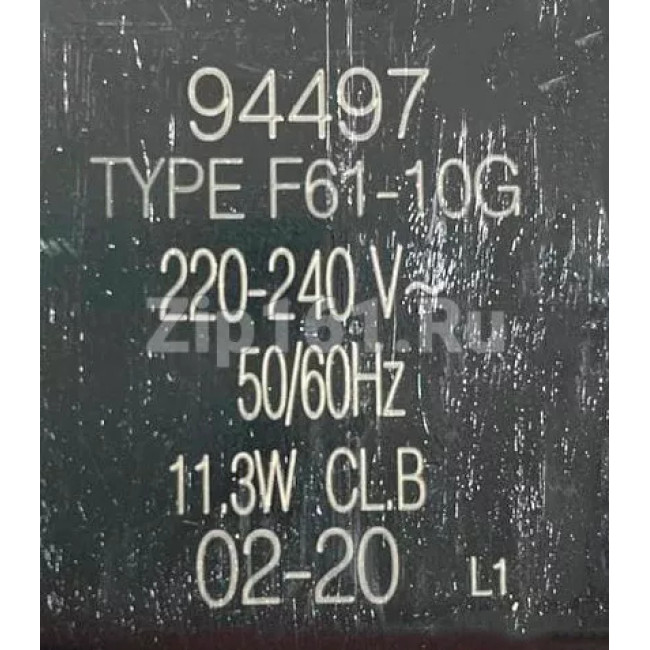 94497
TYPE F61-10G
220-240 V~
Zip161.Ru
50/60Hz
11,3W CL.B
02-20 L1